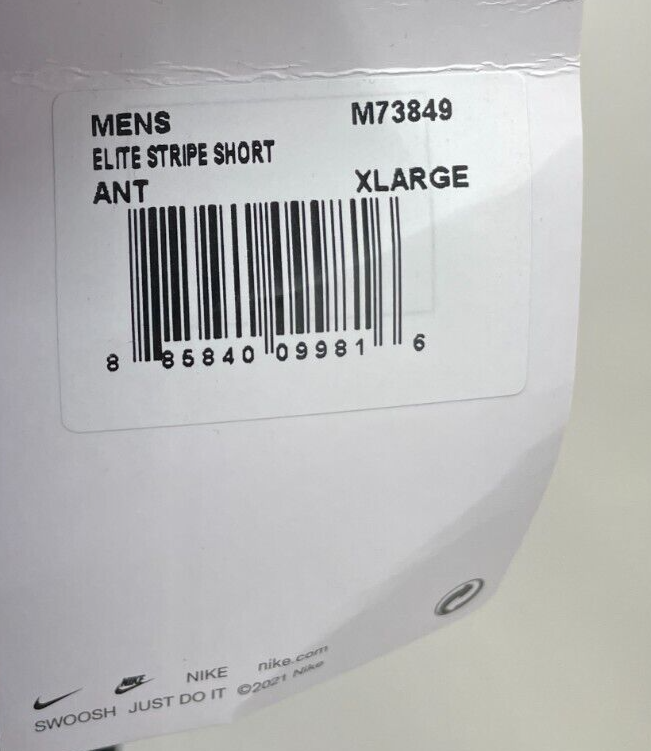 MENS M73849
ELITE STRIPE SHORT
ANT XLARGE
8 85840 09981 6
NIKE NIKE nike.com
SWOOSH JUST DO IT ©2021 Nike